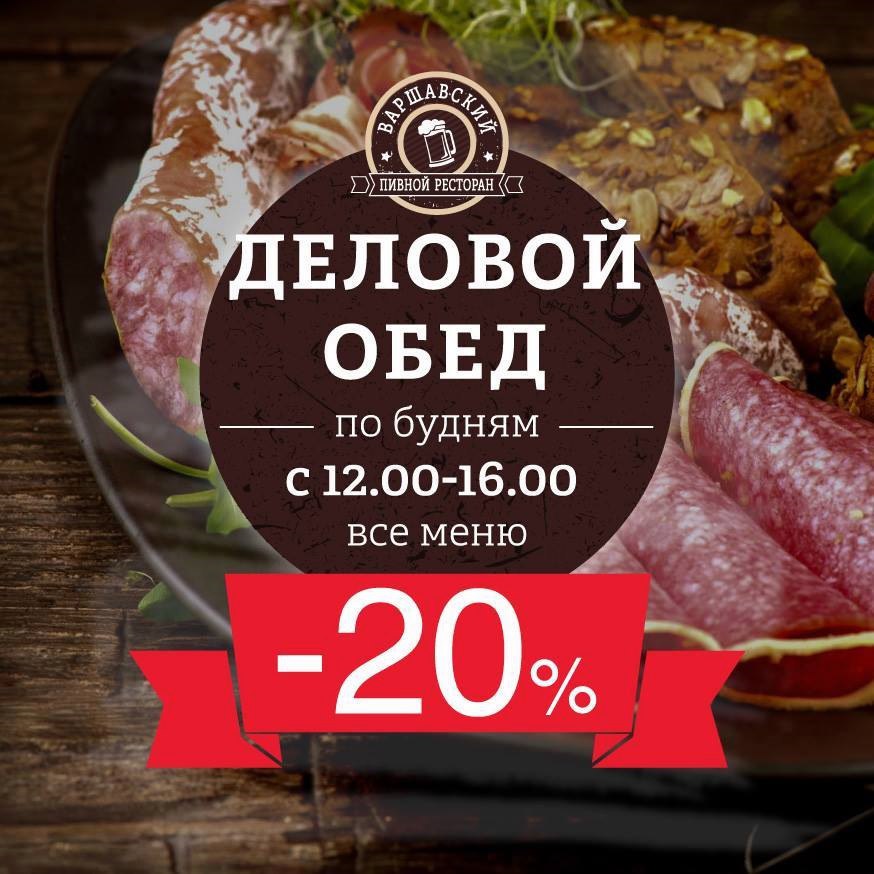 ВАРШАВСКИЙ
ПИВНОЙ РЕСТОРАН
ДЕЛОВОЙ
ОБЕД
по будням
с 12.00-16.00
все меню
-20%